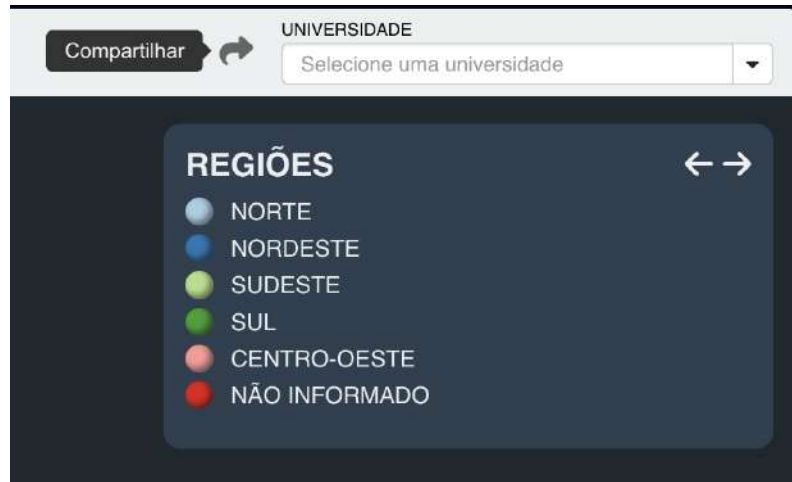 Compartilhar
UNIVERSIDADE
Selecione uma universidade
REGIÕES
NORTE
NORDESTE
SUDESTE
SUL
CENTRO-OESTE
NÃO INFORMADO